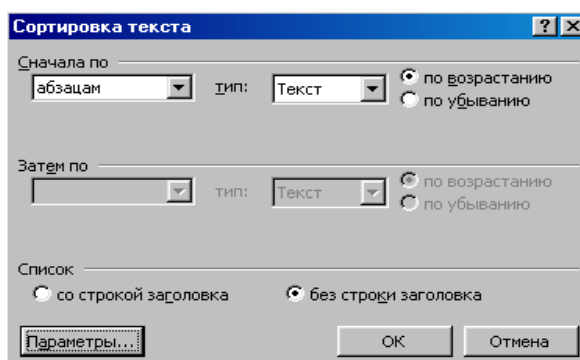 Сортировка текста
Сначала по
абзацам тип: Текст по возрастанию
по убыванию
Затем по
тип: Текст по возрастанию
по убыванию
Список
со строкой заголовка без строки заголовка
Параметры... ОК Отмена